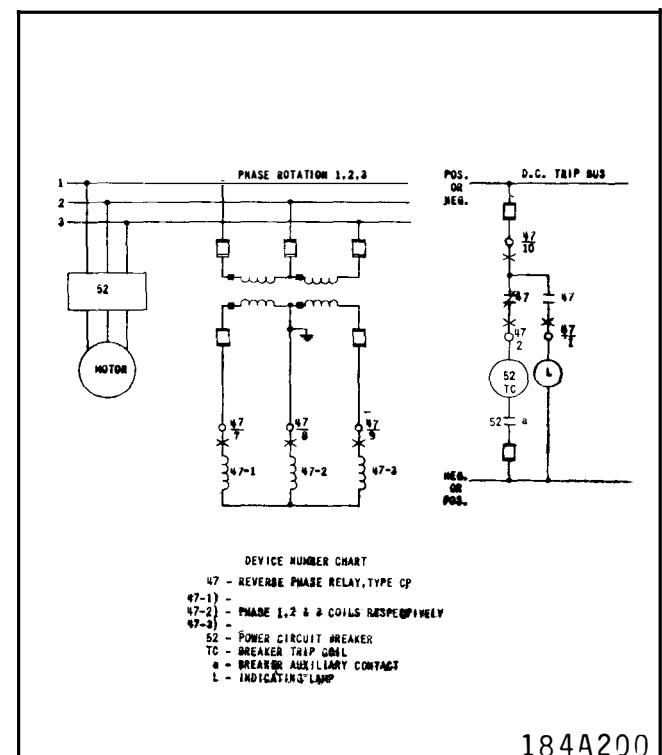 PHASE ROTATION 1,2,3
1
2
3
52
MOTOR
47
7
47
8
47
9
47-1
47-2
47-3
POS.
OR
NEG.
D.C. TRIP BUS
47
10
47
47
47
2
47
1
52
TC
L
52
a
NEG.
OR
POS.
DEVICE NUMBER CHART
47 - REVERSE PHASE RELAY, TYPE CP
47-1) -
47-2) - PHASE 1,2 & 3 COILS RESPECTIVELY
47-3) -
52 - POWER CIRCUIT BREAKER
TC - BREAKER TRIP COIL
a - BREAKER AUXILIARY CONTACT
L - INDICATING LAMP
184A200